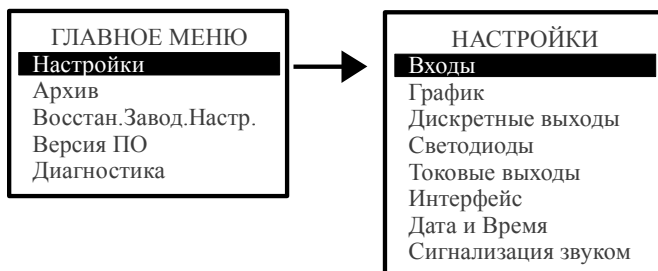 ГЛАВНОЕ МЕНЮ
Настройки
Архив
Восстан.Завод.Настр.
Версия ПО
Диагностика
НАСТРОЙКИ
Входы
График
Дискретные выходы
Светодиоды
Токовые выходы
Интерфейс
Дата и Время
Сигнализация звуком